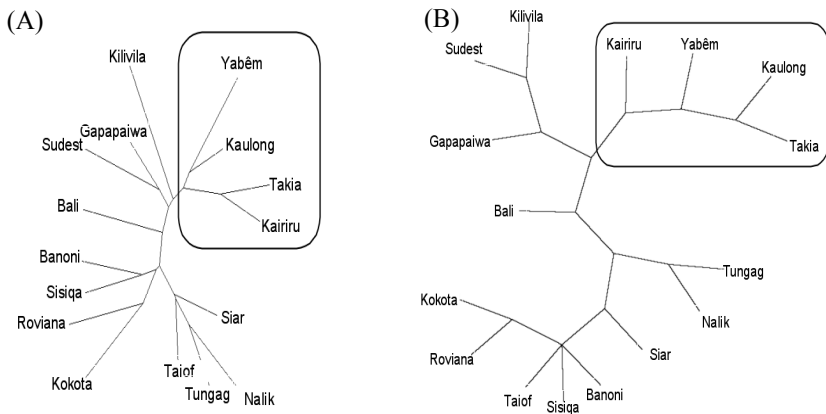 (A)
Kilivila
Yabêm
Gapapaiwa
Sudest
Kaulong
Takia
Bali
Kairiru
Banoni
Sisiqa
Roviana
Siar
Kokota
Taiof
Tungag
Nalik
(B)
Kilivila
Sudest
Kairiru
Yabêm
Kaulong
Gapapaiwa
Takia
Bali
Tungag
Kokota
Nalik
Roviana
Siar
Taiof
Banoni
Sisiqa